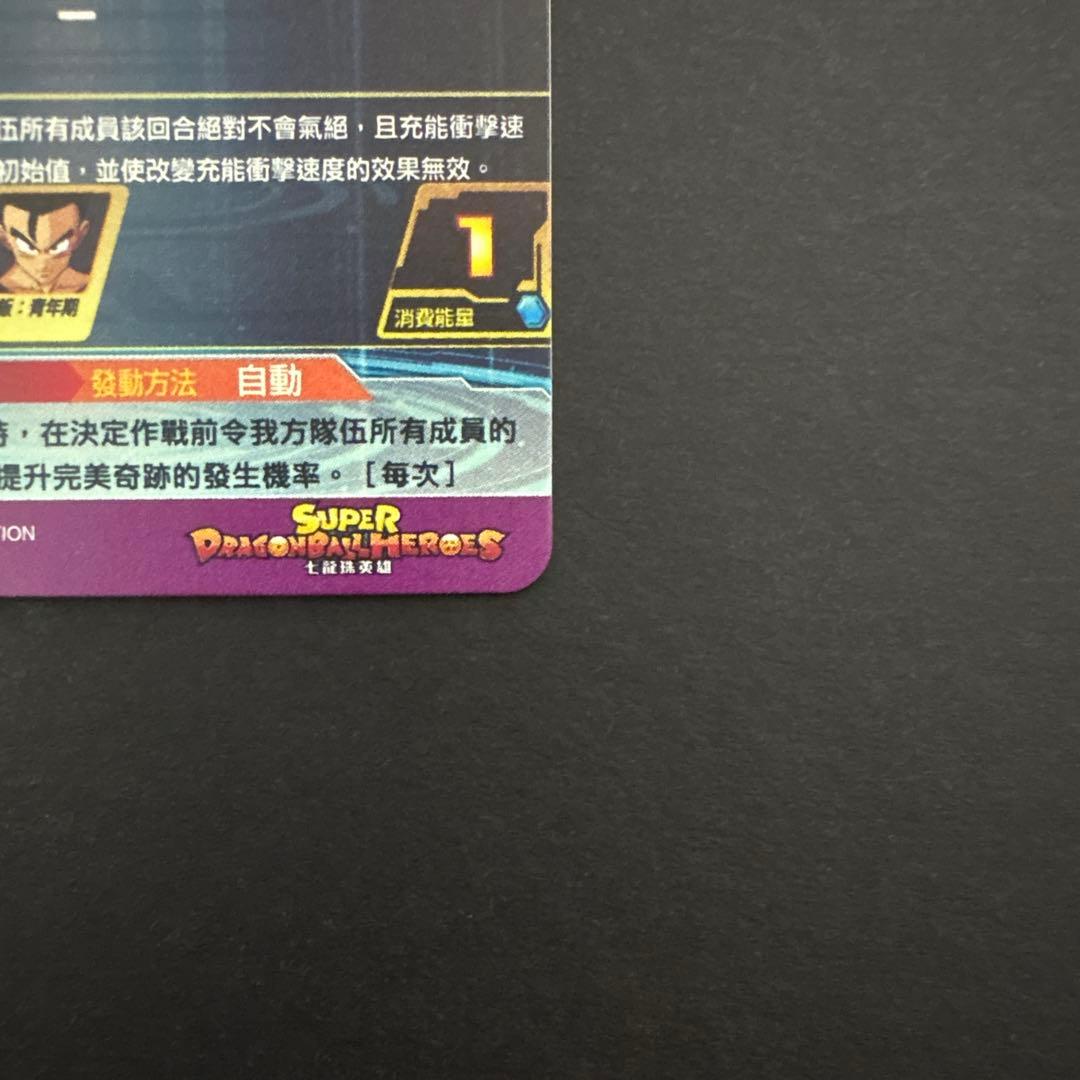 伍所有成員該回合絕對不會氣絕，且充能衝擊速
初始值，並使改變充能衝擊速度的效果無效。
飯：青年期
1
消費能量
發動方法 自動
時，在決定作戰前令我方隊伍所有成員的
提升完美奇跡的發生機率。［每次］
TION
SUPER
DRAGONBALL HEROES
七龍珠英雄